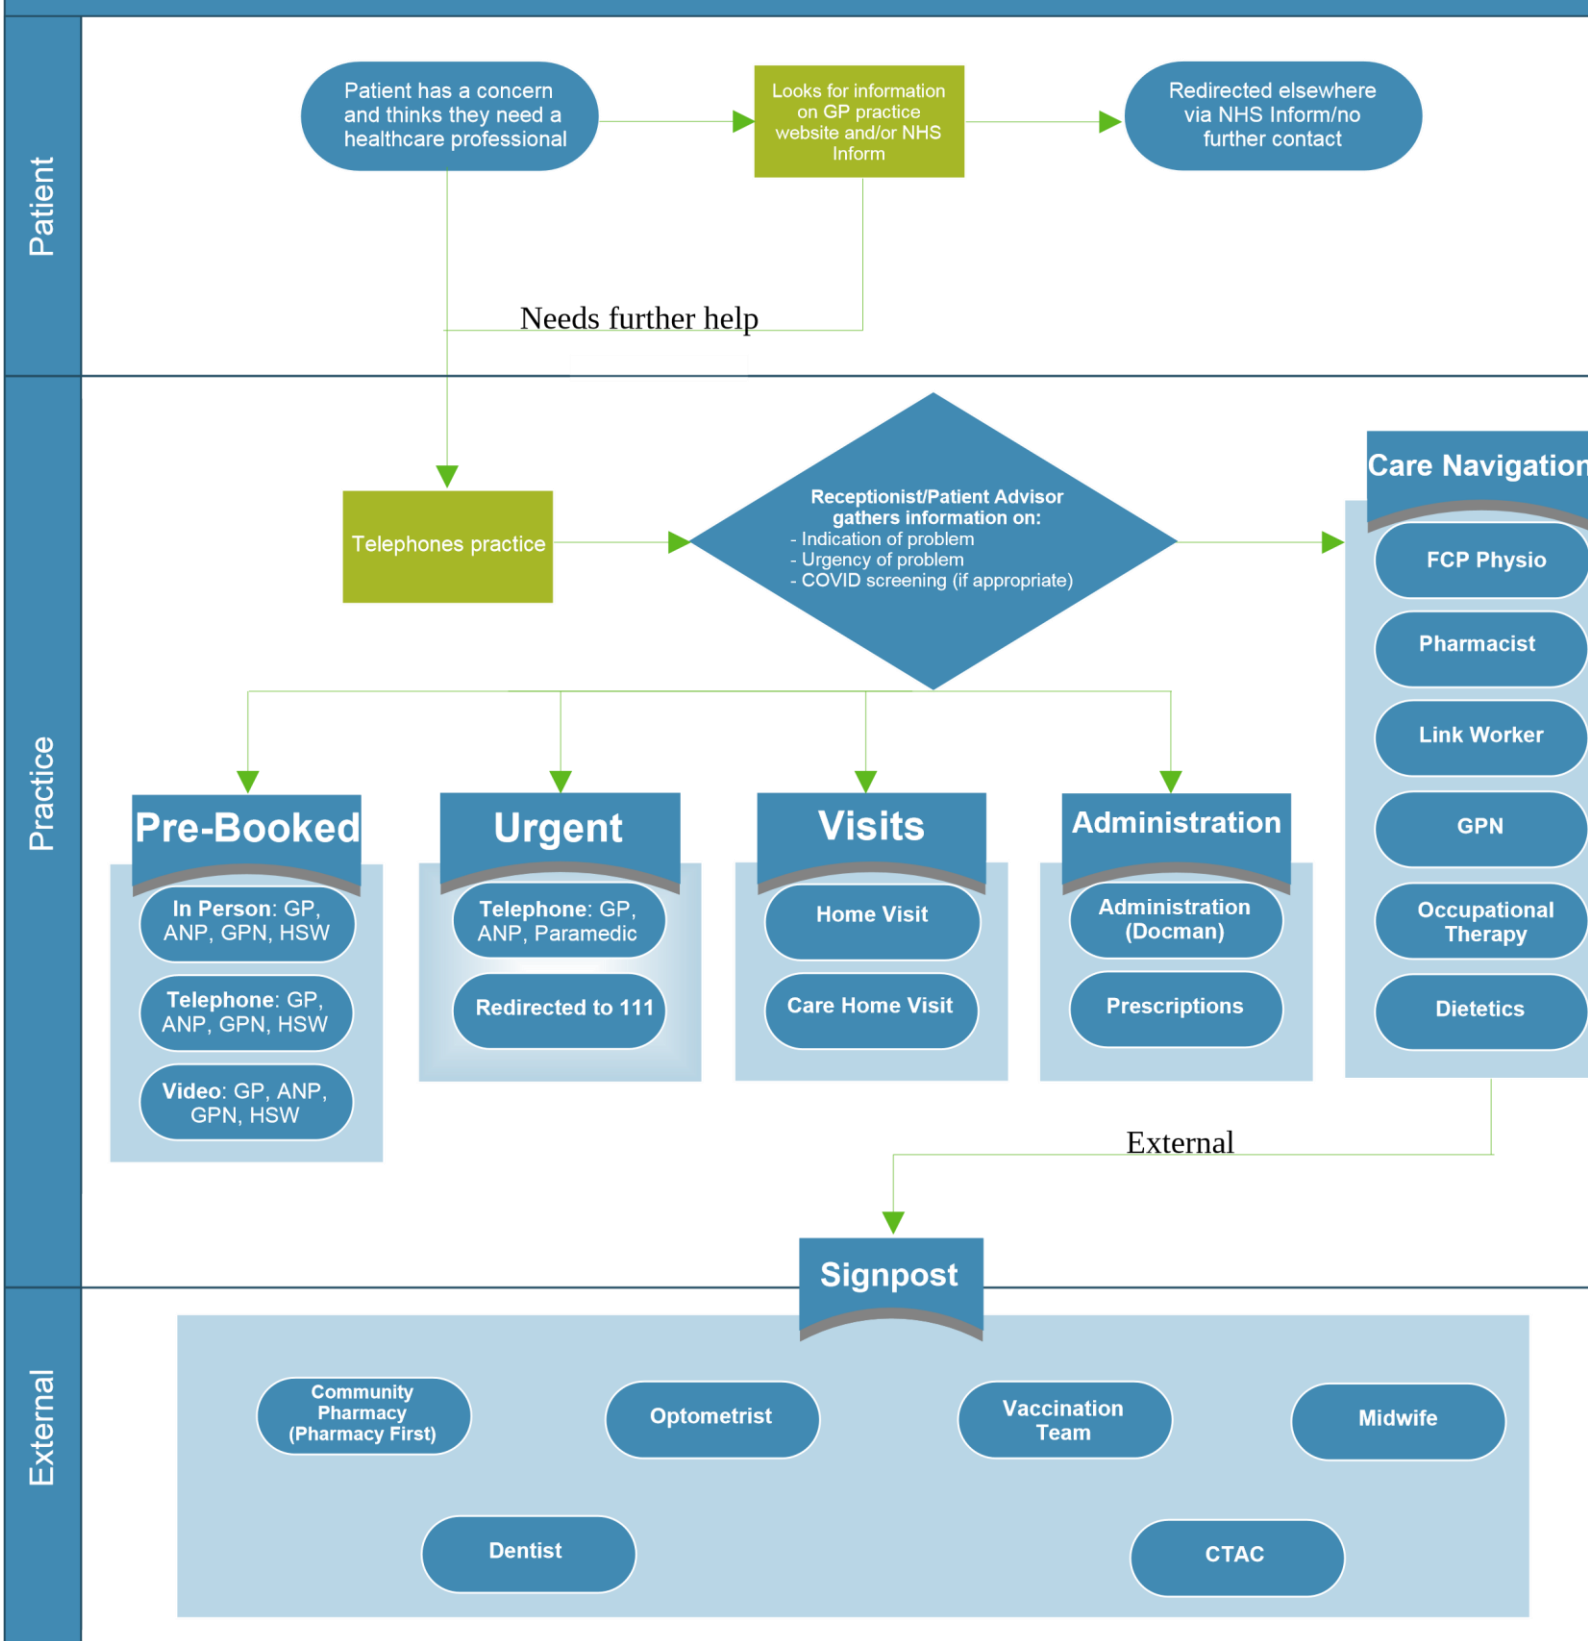 Patient
Patient has a concern
and thinks they need a
healthcare professional
Looks for information
on GP practice
website and/or NHS
Inform
Redirected elsewhere
via NHS Inform/no
further contact
Needs further help
Practice
Telephones practice
Receptionist/Patient Advisor
gathers information on:
- Indication of problem
- Urgency of problem
- COVID screening (if appropriate)
Care Navigation
FCP Physio
Pharmacist
Link Worker
GPN
Occupational
Therapy
Dietetics
Pre-Booked
In Person: GP,
ANP, GPN, HSW
Telephone: GP,
ANP, GPN, HSW
Video: GP, ANP,
GPN, HSW
Urgent
Telephone: GP,
ANP, Paramedic
Redirected to 111
Visits
Home Visit
Care Home Visit
Administration
Administration
(Docman)
Prescriptions
External
Signpost
External
Community
Pharmacy
(Pharmacy First)
Optometrist
Vaccination
Team
Midwife
Dentist
CTAC